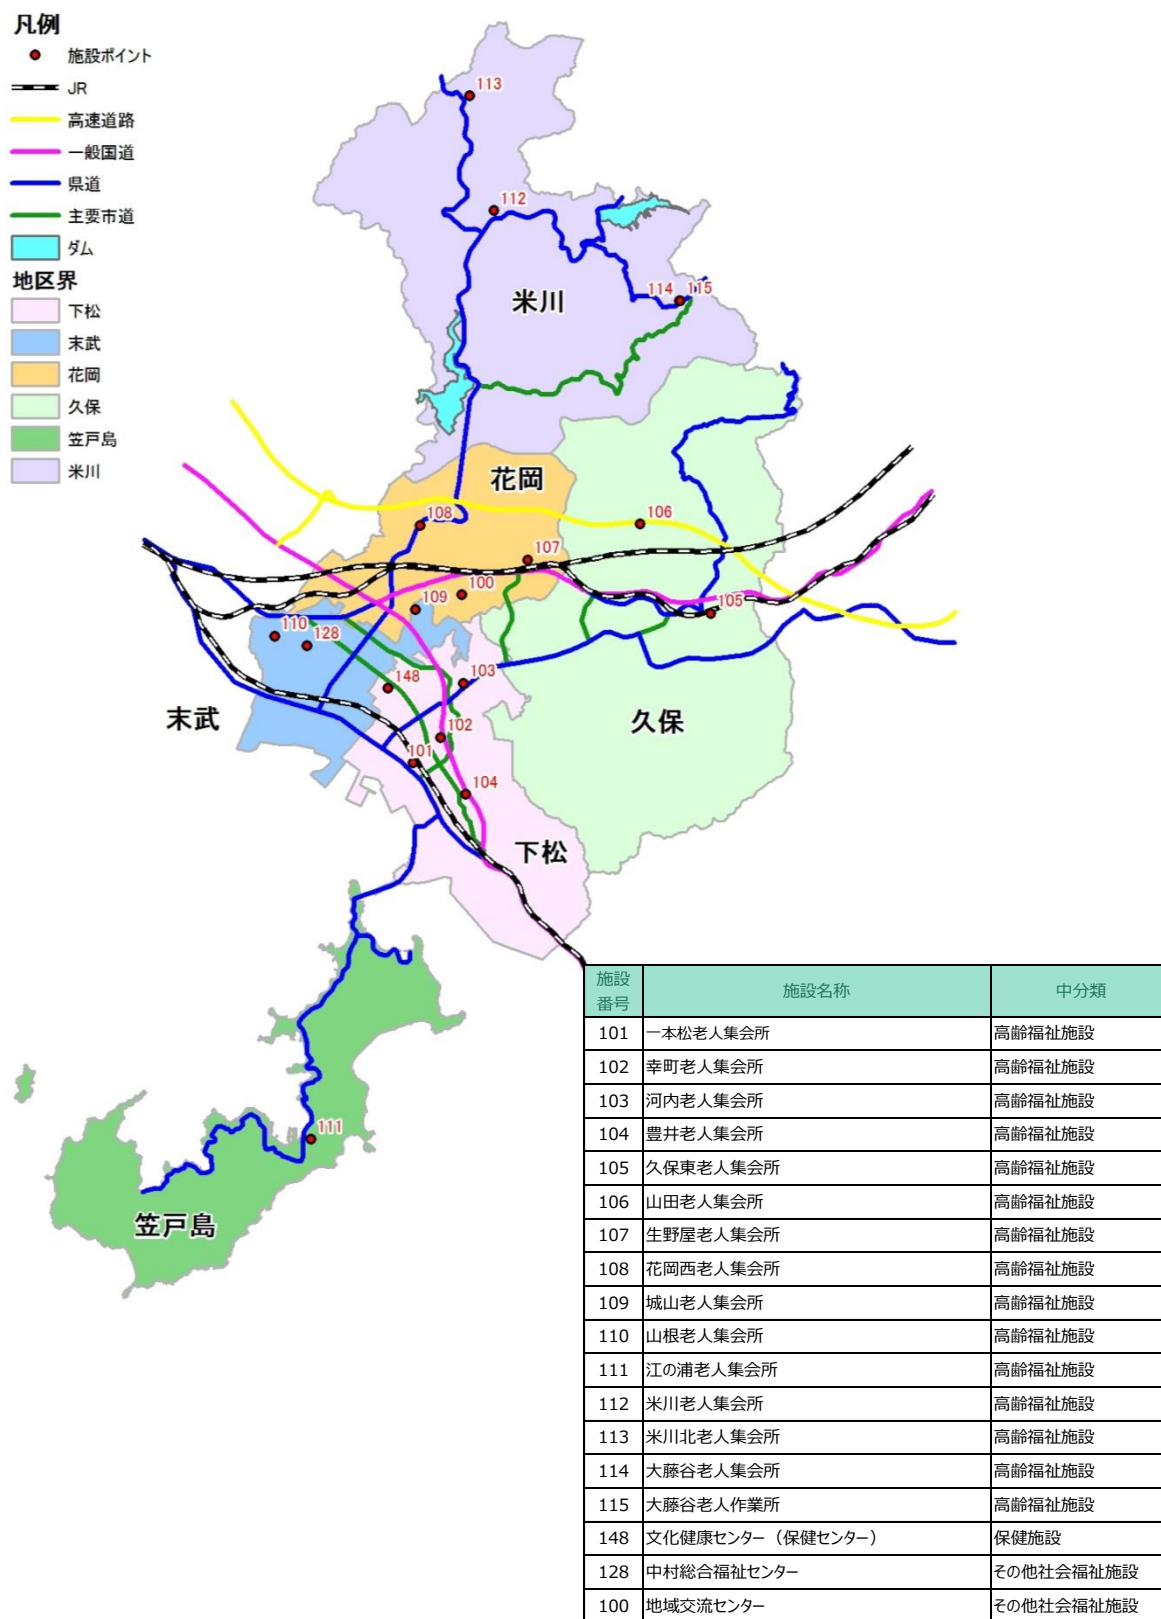 凡例
施設ポイント
JR
高速道路
一般国道
県道
主要市道
ダム
地区界
下松
末武
花岡
久保
笠戸島
米川
113
112
114 115
米川
花岡
108
106
107
100
109
105
110
128
148
103
末武
久保
102
101
104
下松
111
笠戸島
施設番号 施設名称 中分類
101 一本松老人集会所 高齢福祉施設
102 幸町老人集会所 高齢福祉施設
103 河内老人集会所 高齢福祉施設
104 豊井老人集会所 高齢福祉施設
105 久保東老人集会所 高齢福祉施設
106 山田老人集会所 高齢福祉施設
107 生野屋老人集会所 高齢福祉施設
108 花岡西老人集会所 高齢福祉施設
109 城山老人集会所 高齢福祉施設
110 山根老人集会所 高齢福祉施設
111 江の浦老人集会所 高齢福祉施設
112 米川老人集会所 高齢福祉施設
113 米川北老人集会所 高齢福祉施設
114 大藤谷老人集会所 高齢福祉施設
115 大藤谷老人作業所 高齢福祉施設
148 文化健康センター（保健センター） 保健施設
128 中村総合福祉センター その他社会福祉施設
100 地域交流センター その他社会福祉施設